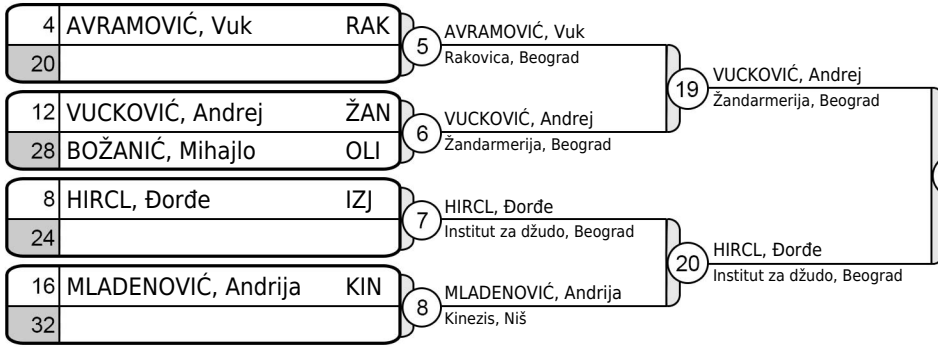 4 AVRAMOVIĆ, Vuk RAK
20
5
AVRAMOVIĆ, Vuk
Rakovica, Beograd
12 VUCKOVIĆ, Andrej ŽAN
28 BOŽANIĆ, Mihajlo OLI
6
VUCKOVIĆ, Andrej
Žandarmerija, Beograd
19
VUCKOVIĆ, Andrej
Žandarmerija, Beograd
8 HIRCL, Đorđe IZJ
24
7
HIRCL, Đorđe
Institut za džudo, Beograd
16 MLADENOVIĆ, Andrija KIN
32
8
MLADENOVIĆ, Andrija
Kinezis, Niš
20
HIRCL, Đorđe
Institut za džudo, Beograd